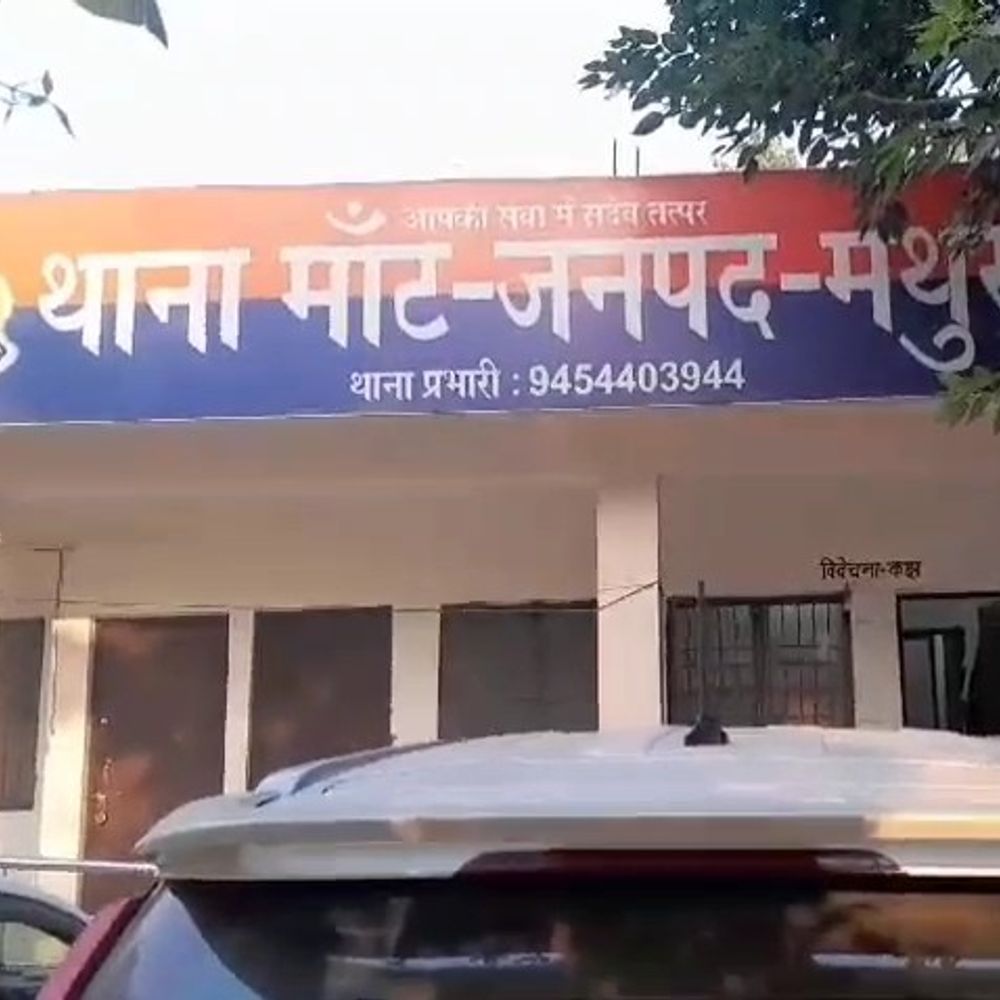 आपकी सेवा में सदैव तत्पर
थाना माँट-जनपद-मथुरा
थाना प्रभारी : 9454403944
विवेचना-कक्ष